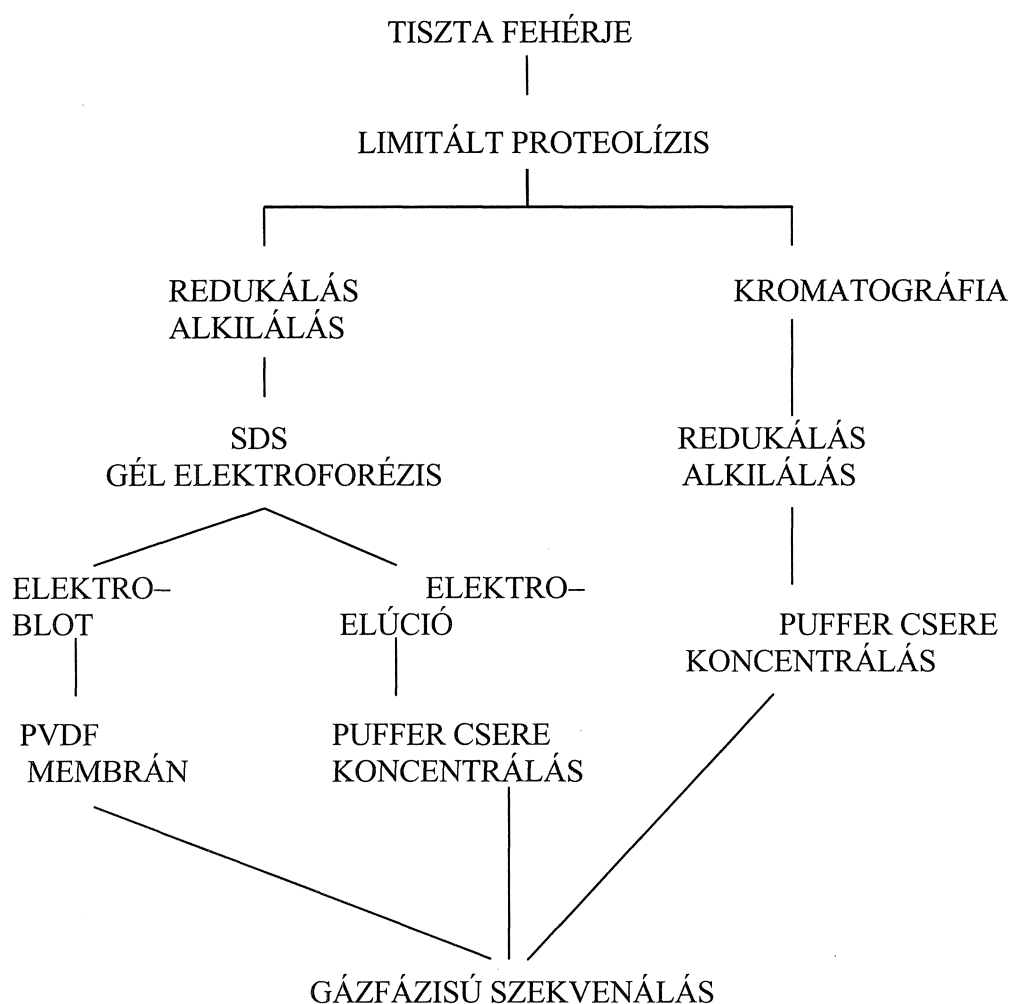 TISZTA FEHÉRJE
LIMITÁLT PROTEOLÍZIS
REDUKÁLÁS
ALKILÁLÁS
KROMATOGRÁFIA
SDS
GÉL ELEKTROFORÉZIS
REDUKÁLÁS
ALKILÁLÁS
ELEKTRO–
BLOT
ELEKTRO–
ELÚCIÓ
PUFFER CSERE
KONCENTRÁLÁS
PVDF
MEMBRÁN
PUFFER CSERE
KONCENTRÁLÁS
GÁZFÁZISÚ SZEKVENÁLÁS